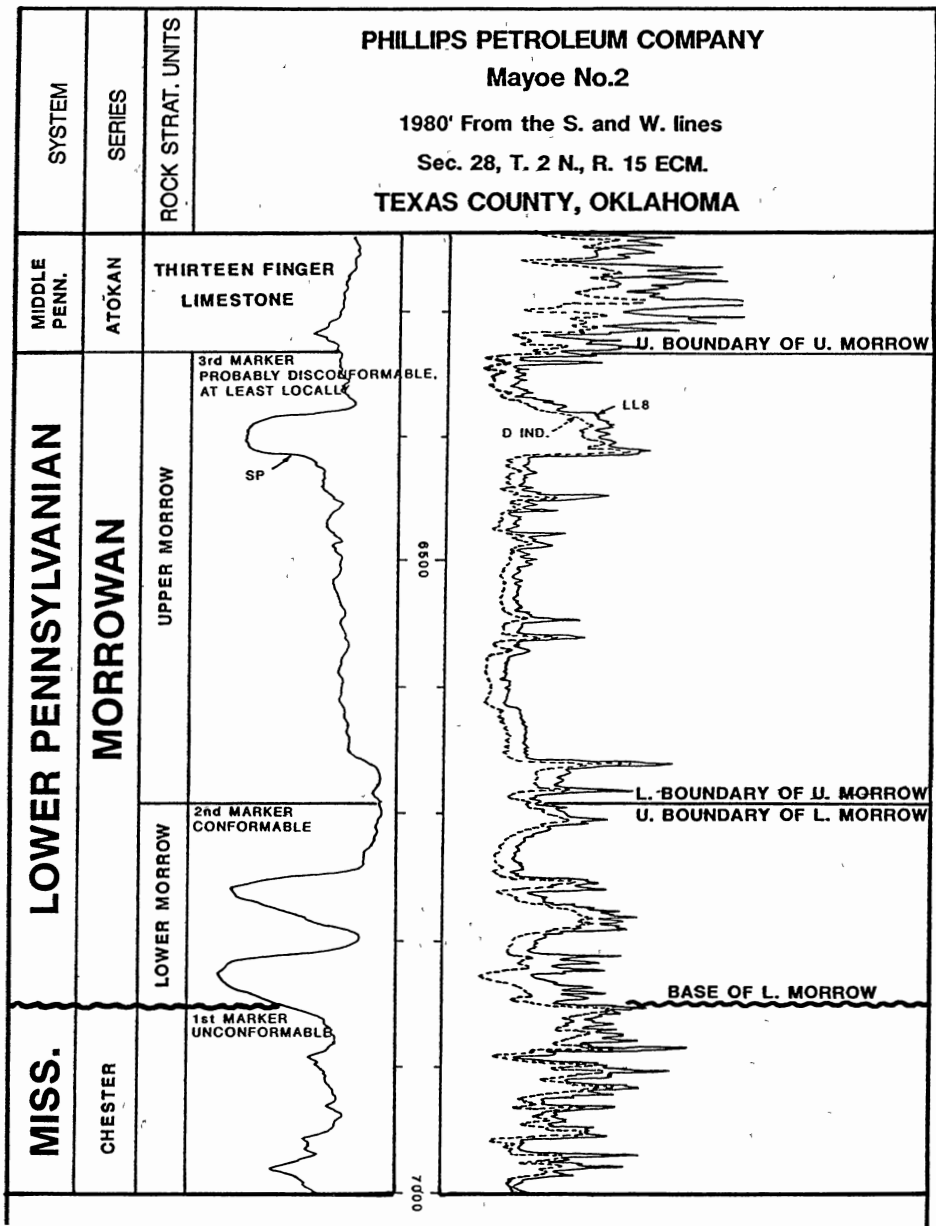 SYSTEM
SERIES
ROCK STRAT. UNITS
PHILLIPS PETROLEUM COMPANY
Mayoe No.2
1980' From the S. and W. lines
Sec. 28, T. 2 N., R. 15 ECM.
TEXAS COUNTY, OKLAHOMA
MIDDLE
PENN.
ATOKAN
THIRTEEN FINGER
LIMESTONE
U. BOUNDARY OF U. MORROW
LOWER PENNSYLVANIAN
MORROWAN
UPPER MORROW
3rd MARKER
PROBABLY DISCONFORMABLE,
AT LEAST LOCALLY
LL8
D IND.
SP
6500
L. BOUNDARY OF U. MORROW
U. BOUNDARY OF L. MORROW
LOWER MORROW
2nd MARKER
CONFORMABLE
BASE OF L. MORROW
MISS.
CHESTER
1st MARKER
UNCONFORMABLE
7000